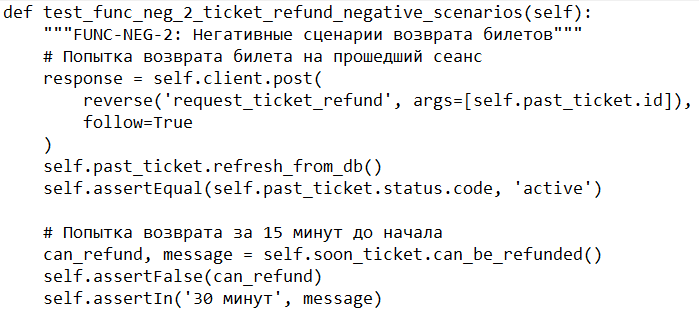 def test_func_neg_2_ticket_refund_negative_scenarios(self):
    """FUNC-NEG-2: Негативные сценарии возврата билетов"""
    # Попытка возврата билета на прошедший сеанс
    response = self.client.post(
        reverse('request_ticket_refund', args=[self.past_ticket.id]),
        follow=True
    )
    self.past_ticket.refresh_from_db()
    self.assertEqual(self.past_ticket.status.code, 'active')

    # Попытка возврата за 15 минут до начала
    can_refund, message = self.soon_ticket.can_be_refunded()
    self.assertFalse(can_refund)
    self.assertIn('30 минут', message)